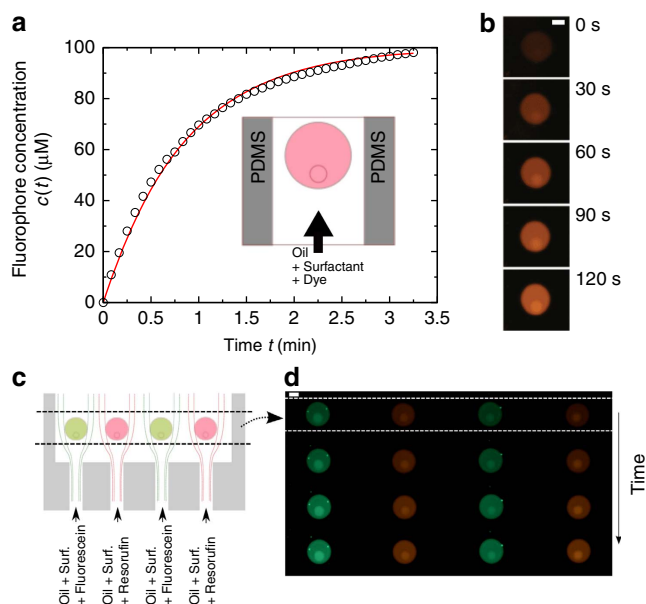 a
Fluorophore concentration
c(t) (μM)
100
80
60
40
20
0
0
0.5
1
1.5
2
2.5
3
3.5
Time t (min)
PDMS
PDMS
Oil
+ Surfactant
+ Dye
b
0 s
30 s
60 s
90 s
120 s
c
Oil + Surf.
+ Fluorescein
Oil + Surf.
+ Resorufin
Oil + Surf.
+ Fluorescein
Oil + Surf.
+ Resorufin
d
Time